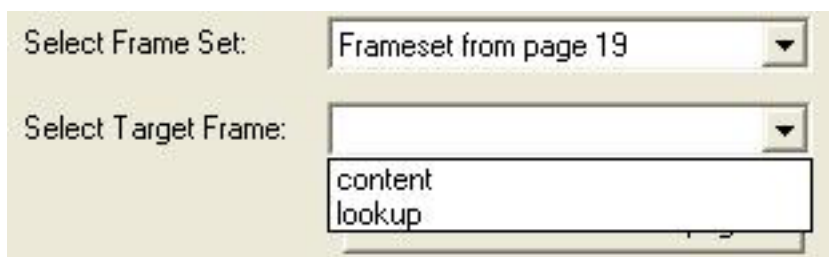 Select Frame Set: Frameset from page 19
Select Target Frame:
content
lookup